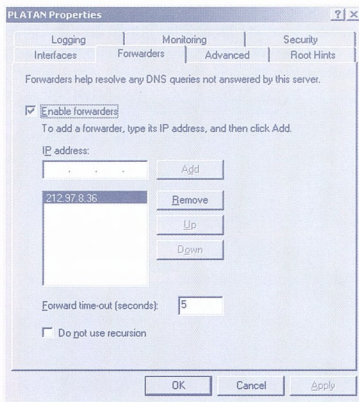 PLATAN Properties
Logging Monitoring Security
Interfaces Forwarders Advanced Root Hints
Forwarders help resolve any DNS queries not answered by this server.
Enable forwarders
To add a forwarder, type its IP address, and then click Add.
IP address:
. . . Add
212.97.8.36 Remove
Up
Down
Forward time-out (seconds): 5
Do not use recursion
OK Cancel Apply